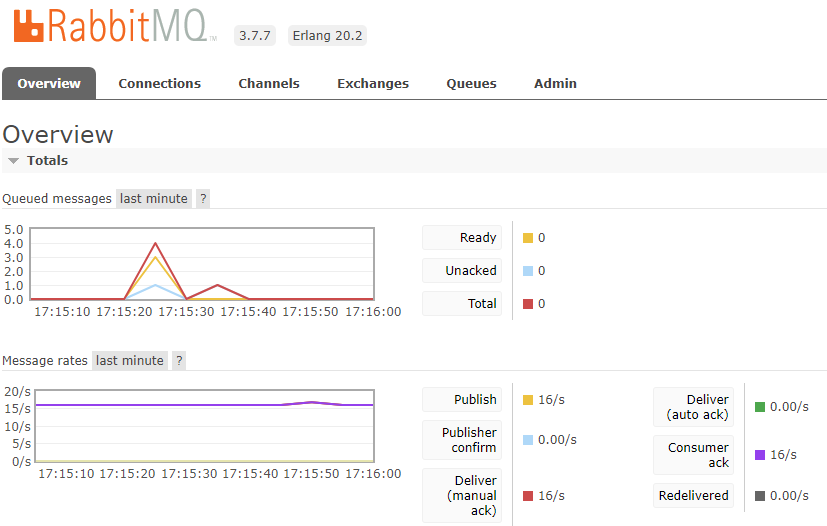 RabbitMQ™ 3.7.7 Erlang 20.2
Overview Connections Channels Exchanges Queues Admin
Overview
Totals
Queued messages last minute ?
5.0
4.0
3.0
2.0
1.0
0.0
17:15:10 17:15:20 17:15:30 17:15:40 17:15:50 17:16:00
Ready 0
Unacked 0
Total 0
Message rates last minute ?
20/s
15/s
10/s
5/s
0/s
17:15:10 17:15:20 17:15:30 17:15:40 17:15:50 17:16:00
Publish 16/s
Publisher
confirm 0.00/s
Deliver
(manual
ack) 16/s
Deliver
(auto ack) 0.00/s
Consumer
ack 16/s
Redelivered 0.00/s